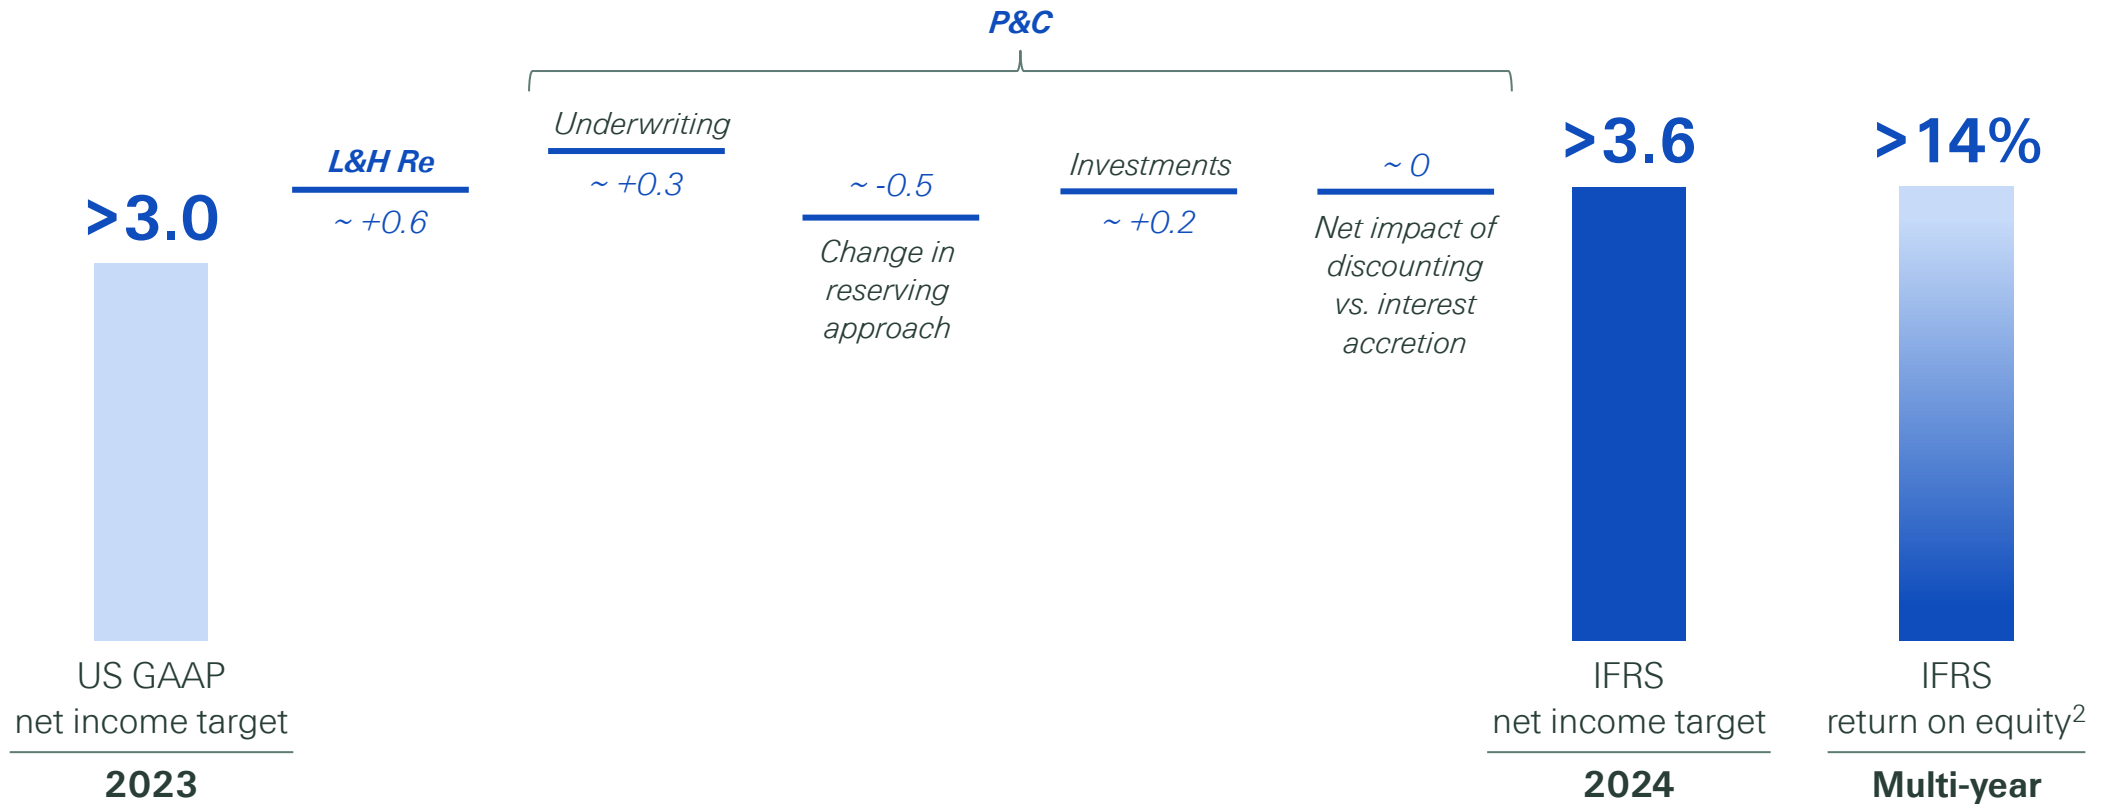 P&C
>3.0
US GAAP
net income target
2023
L&H Re
~ +0.6
Underwriting
~ +0.3
~ -0.5
Change in
reserving
approach
Investments
~ +0.2
~ 0
Net impact of
discounting
vs. interest
accretion
>3.6
IFRS
net income target
2024
>14%
IFRS
return on equity²
Multi-year